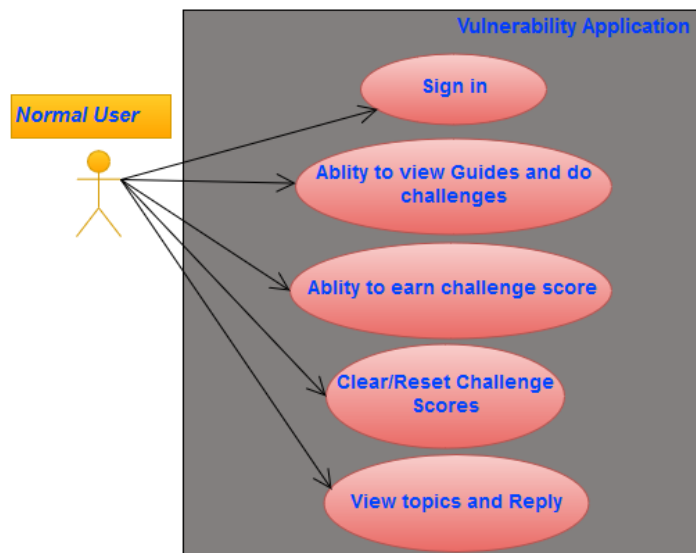 Vulnerability Application
Normal User
Sign in
Ablity to view Guides and do
challenges
Ablity to earn challenge score
Clear/Reset Challenge
Scores
View topics and Reply